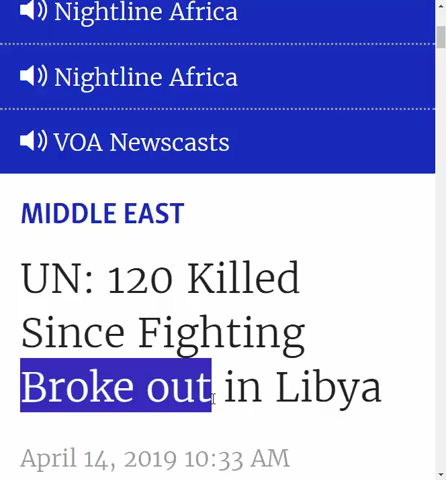 Nightline Africa
Nightline Africa
VOA Newscasts
MIDDLE EAST
UN: 120 Killed
Since Fighting
Broke out in Libya
April 14, 2019 10:33 AM